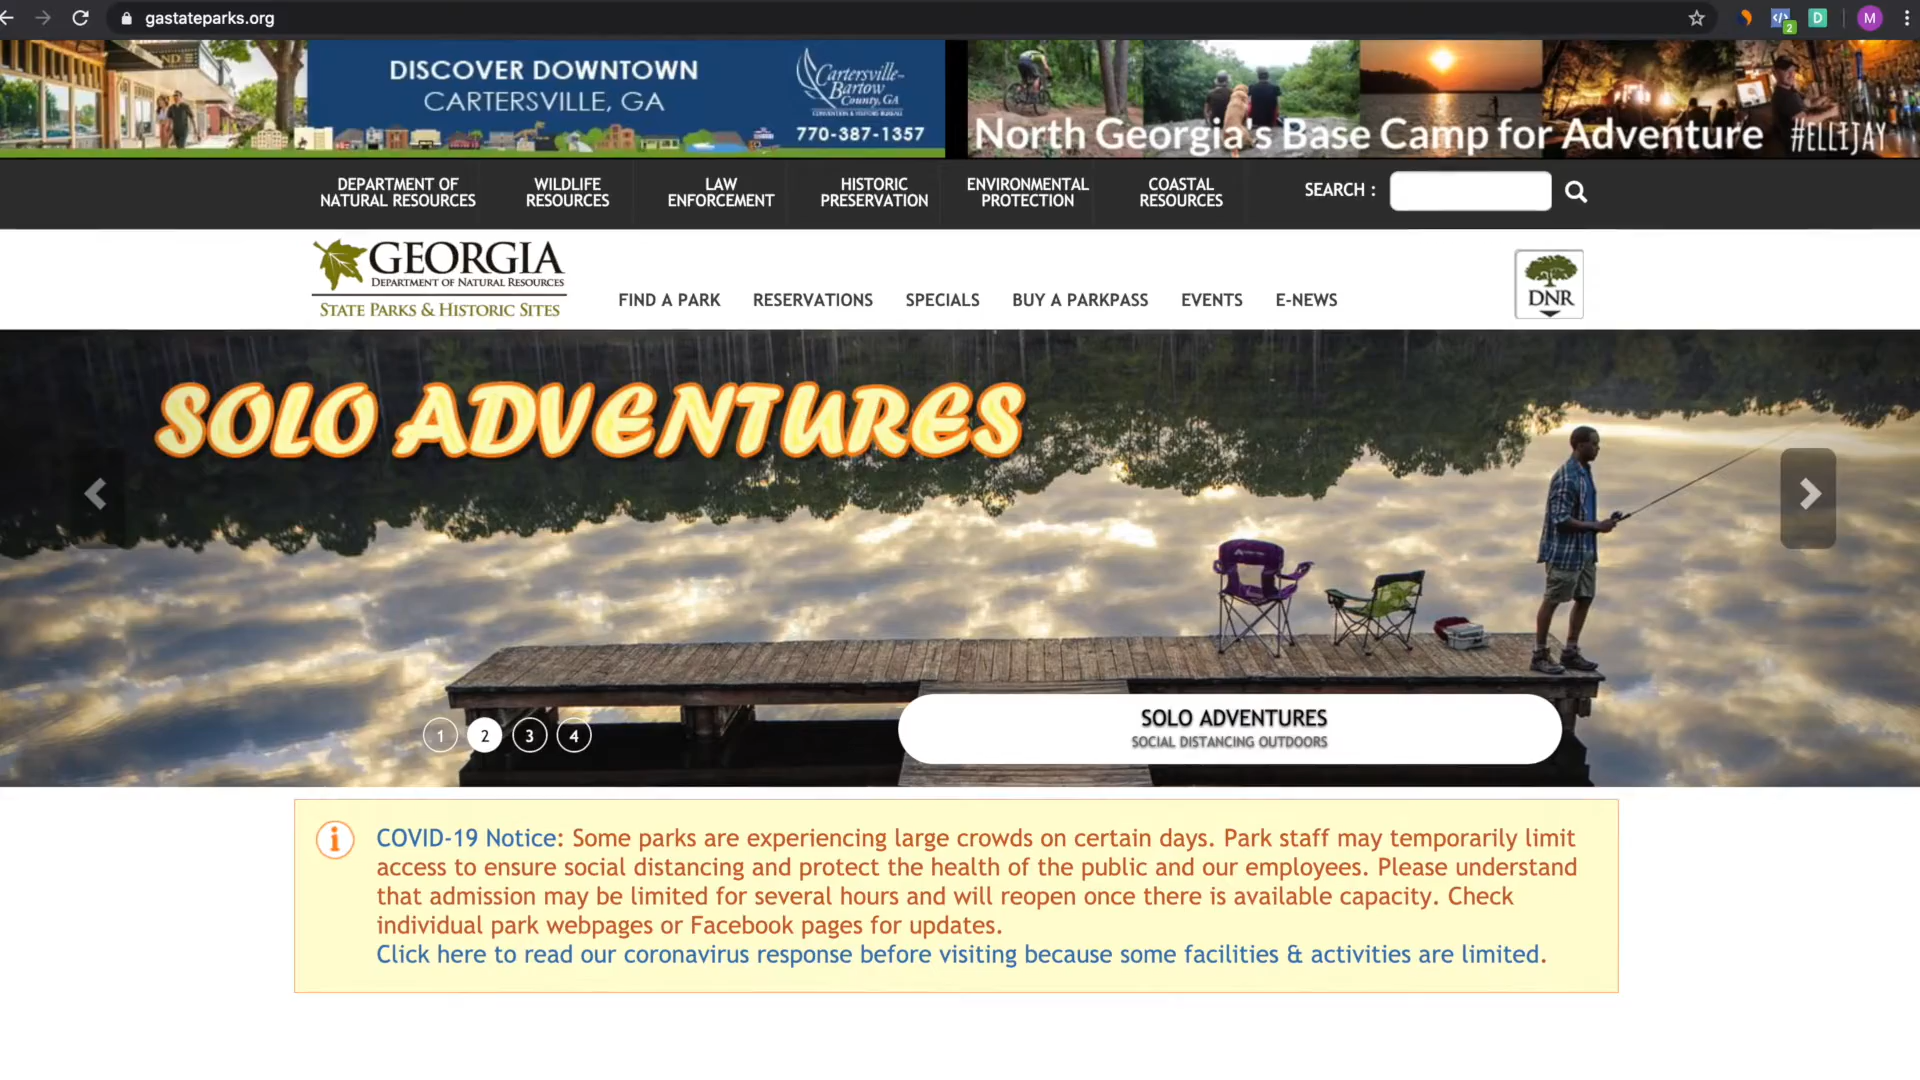 gastateparks.org
2
D
M
DISCOVER DOWNTOWN
CARTERSVILLE, GA
Cartersville-
Bartow
County, GA
CONVENTION & VISITORS BUREAU
770-387-1357
North Georgia's Base Camp for Adventure
#ELLIJAY
DEPARTMENT OF
NATURAL RESOURCES
WILDLIFE
RESOURCES
LAW
ENFORCEMENT
HISTORIC
PRESERVATION
ENVIRONMENTAL
PROTECTION
COASTAL
RESOURCES
SEARCH :
GEORGIA
DEPARTMENT OF NATURAL RESOURCES
STATE PARKS & HISTORIC SITES
FIND A PARK
RESERVATIONS
SPECIALS
BUY A PARKPASS
EVENTS
E-NEWS
DNR
SOLO ADVENTURES
1
2
3
4
SOLO ADVENTURES
SOCIAL DISTANCING OUTDOORS
COVID-19 Notice: Some parks are experiencing large crowds on certain days. Park staff may temporarily limit
access to ensure social distancing and protect the health of the public and our employees. Please understand
that admission may be limited for several hours and will reopen once there is available capacity. Check
individual park webpages or Facebook pages for updates.
Click here to read our coronavirus response before visiting because some facilities & activities are limited.